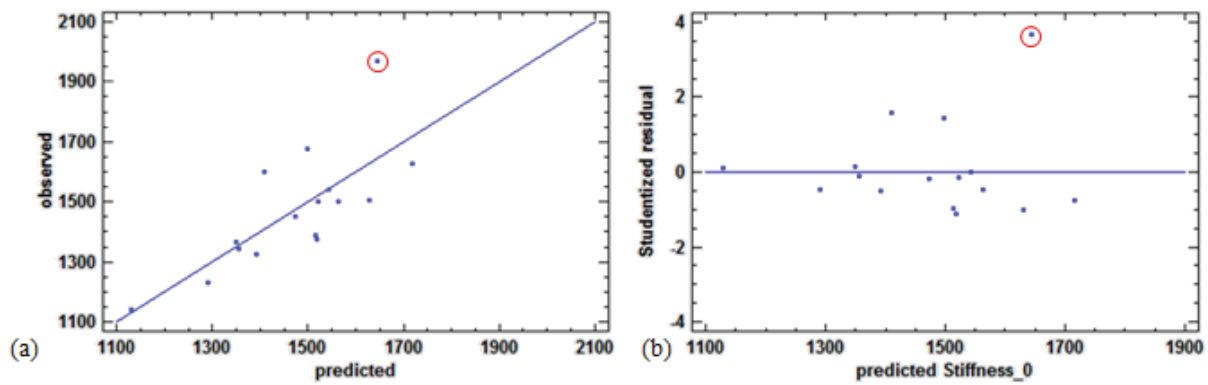 2100
1900
1700
1500
1300
1100
observed
1100 1300 1500 1700 1900 2100
predicted
(a)
4
2
0
-2
-4
Studentized residual
1100 1300 1500 1700 1900
predicted Stiffness_0
(b)